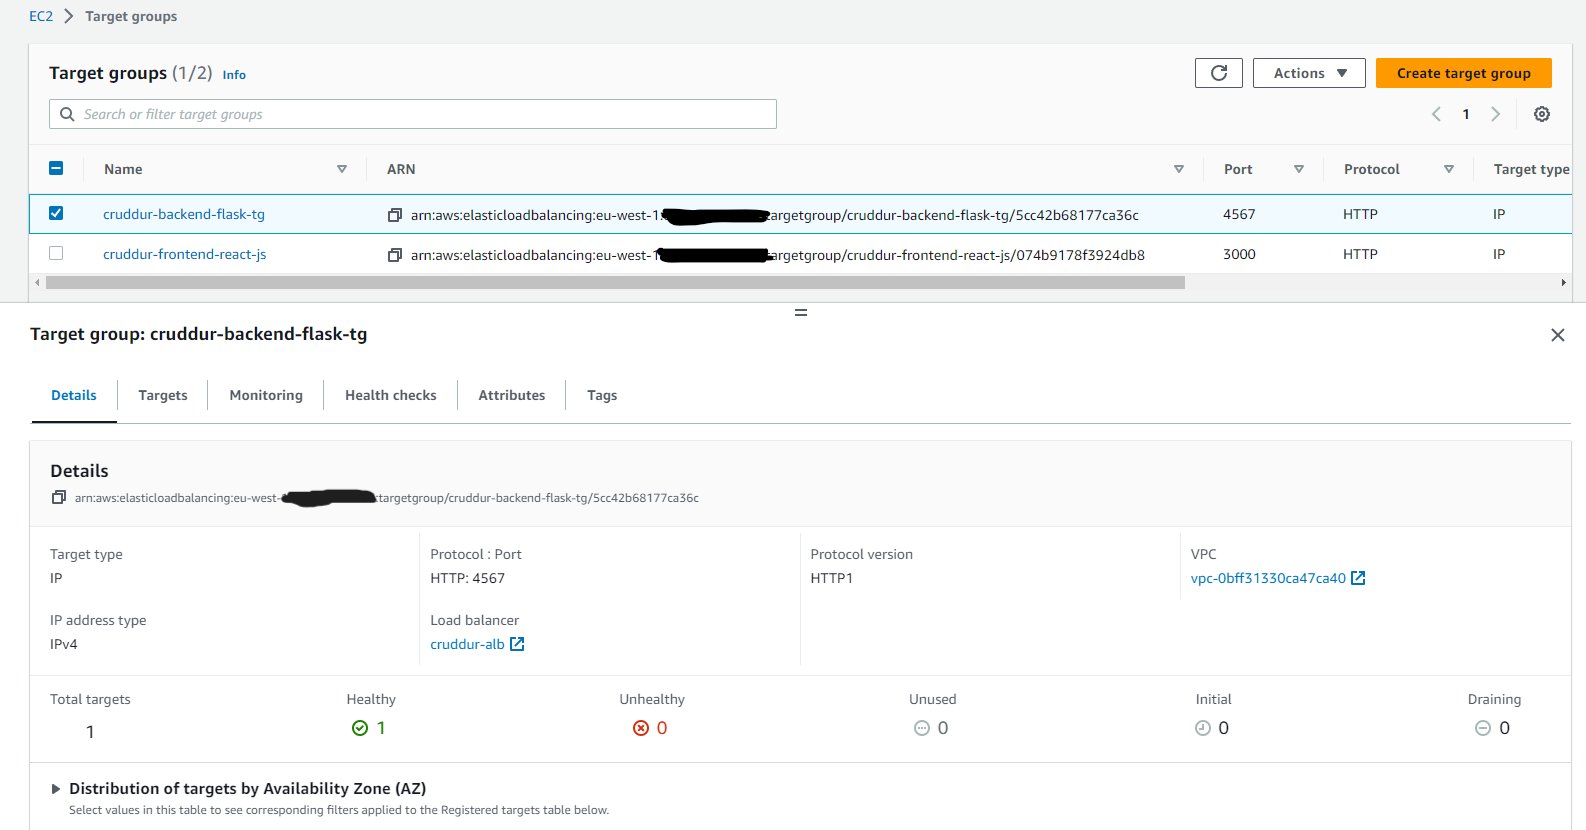 EC2 > Target groups
Target groups (1/2) Info
Actions
Create target group
Search or filter target groups
1
Name ARN Port Protocol Target type
cruddur-backend-flask-tg arn:aws:elasticloadbalancing:eu-west-1: argetgroup/cruddur-backend-flask-tg/5cc42b68177ca36c 4567 HTTP IP
cruddur-frontend-react-js arn:aws:elasticloadbalancing:eu-west-1 argetgroup/cruddur-frontend-react-js/074b9178f3924db8 3000 HTTP IP
Target group: cruddur-backend-flask-tg
Details Targets Monitoring Health checks Attributes Tags
Details
arn:aws:elasticloadbalancing:eu-west- :targetgroup/cruddur-backend-flask-tg/5cc42b68177ca36c
Target type Protocol : Port Protocol version VPC
IP HTTP: 4567 HTTP1 vpc-0bff31330ca47ca40
IP address type Load balancer
IPv4 cruddur-alb
Total targets Healthy Unhealthy Unused Initial Draining
1 1 0 0 0 0
Distribution of targets by Availability Zone (AZ)
Select values in this table to see corresponding filters applied to the Registered targets table below.